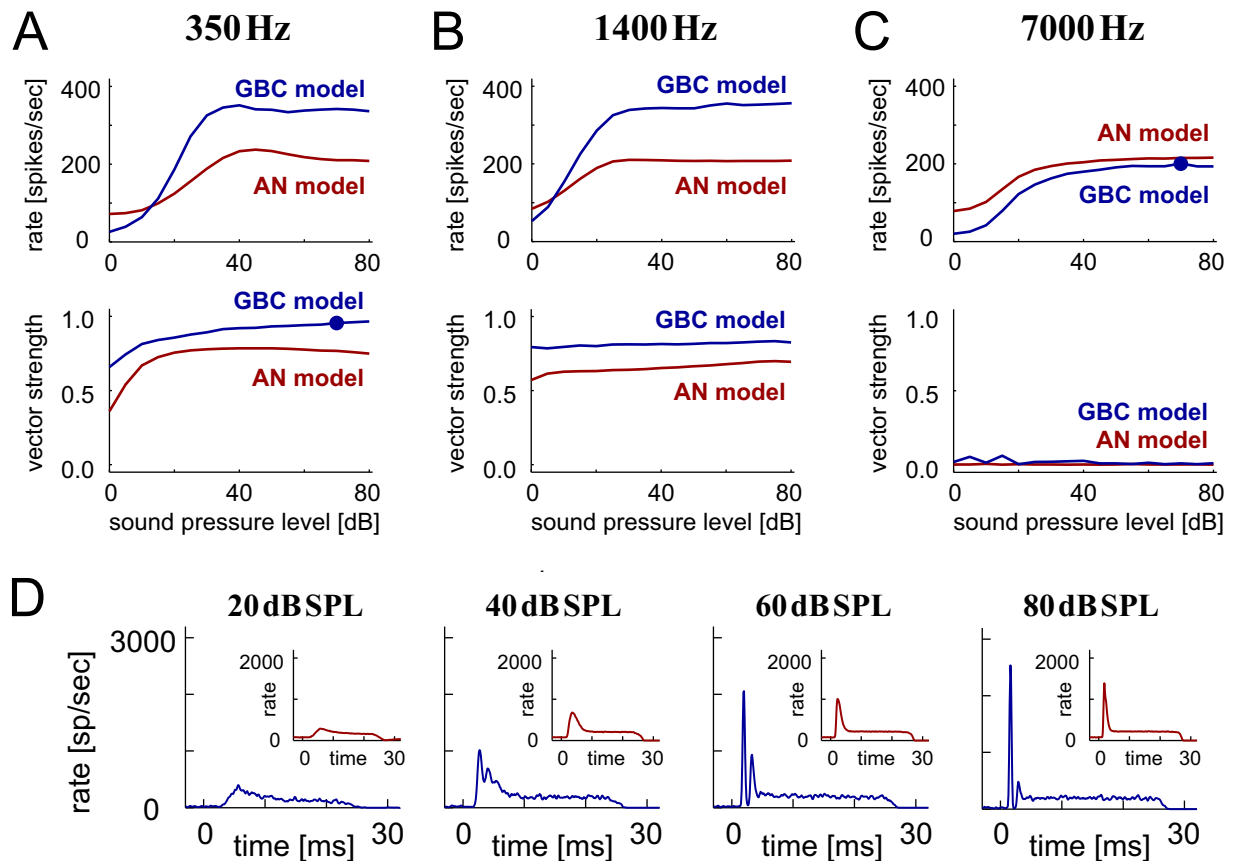 A 350 Hz
rate [spikes/sec]
400
200
0
GBC model
AN model
0 40 80
vector strength
1.0
0.5
0.0
GBC model
AN model
0 40 80
sound pressure level [dB]
B 1400 Hz
rate [spikes/sec]
400
200
0
GBC model
AN model
0 40 80
vector strength
1.0
0.5
0.0
GBC model
AN model
0 40 80
sound pressure level [dB]
C 7000 Hz
rate [spikes/sec]
400
200
0
AN model
GBC model
0 40 80
vector strength
1.0
0.5
0.0
GBC model
AN model
0 40 80
sound pressure level [dB]
D
20 dB SPL
rate [sp/sec]
3000
0
2000
rate
0
0 time 30
0 30
time [ms]
40 dB SPL
2000
rate
0
0 time 30
0 30
time [ms]
60 dB SPL
2000
rate
0
0 time 30
0 30
time [ms]
80 dB SPL
2000
rate
0
0 time 30
0 30
time [ms]